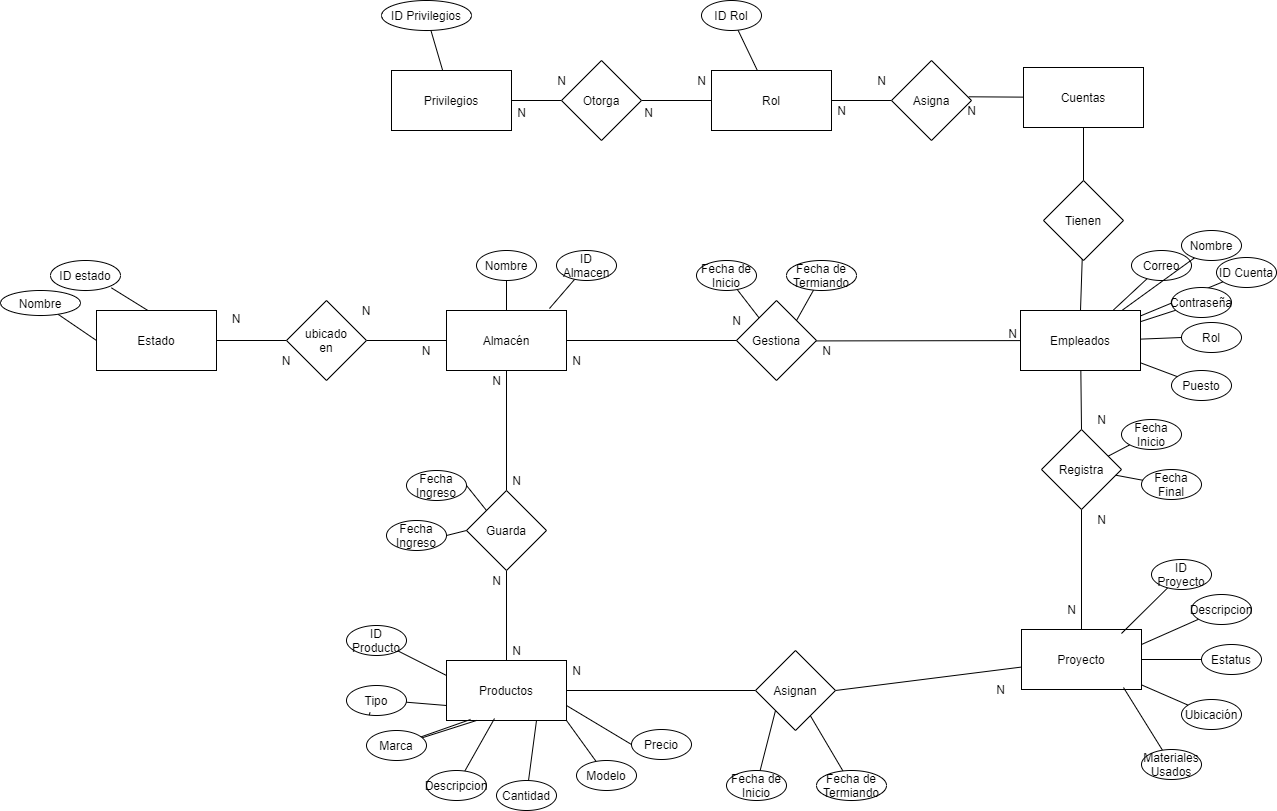 ID Privilegios
ID Rol
Privilegios
N
N
Otorga
N
N
Rol
N
N
Asigna
N
Cuentas
Tienen
ID estado
Nombre
Estado
N
N
ubicado
en
N
N
Nombre
ID
Almacen
Almacén
N
N
Fecha de
Inicio
Fecha de
Termiando
N
Gestiona
N
N
Correo
Nombre
ID Cuenta
Contraseña
Rol
Puesto
Empleados
N
Fecha
Inicio
Registra
Fecha
Final
N
N
N
Fecha
Ingreso
Fecha
Ingreso
Guarda
N
N
ID
Producto
Tipo
Marca
Descripcion
Cantidad
Modelo
Precio
Productos
N
Asignan
Fecha de
Inicio
Fecha de
Termiando
N
Proyecto
ID
Proyecto
Descripcion
Estatus
Ubicación
Materiales
Usados